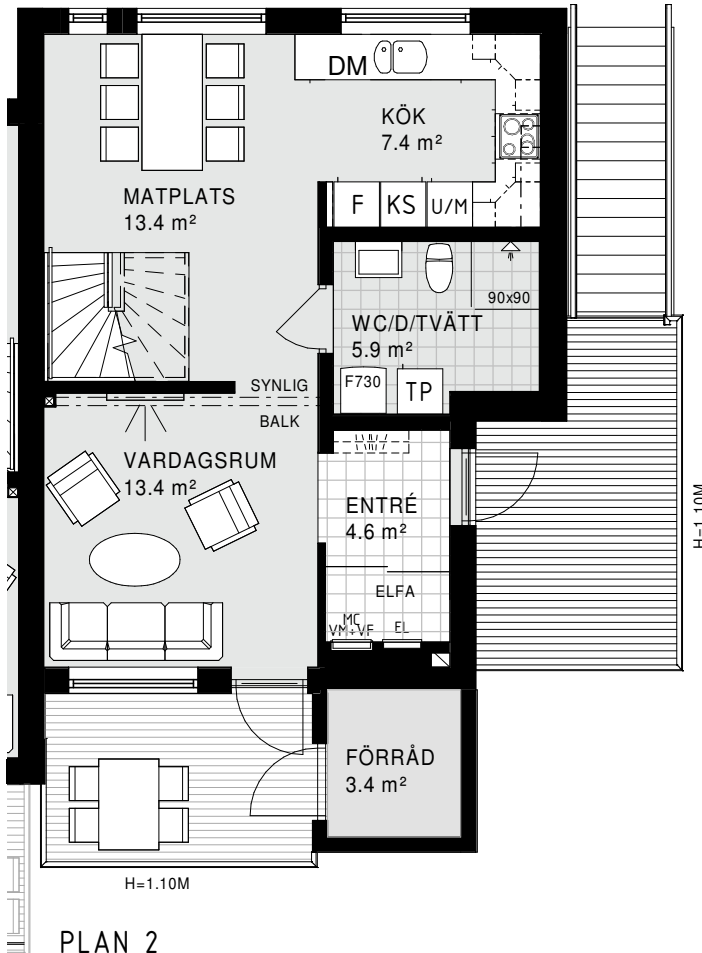 DM
KÖK
7.4 m²
F KS U/M
MATPLATS
13.4 m²
90x90
WC/D/TVÄTT
5.9 m²
F730
TP
SYNLIG
BALK
VARDAGSRUM
13.4 m²
ENTRÉ
4.6 m²
H=1.10M
ELFA
MC
VM+VF EL
FÖRRÅD
3.4 m²
H=1.10M
PLAN 2